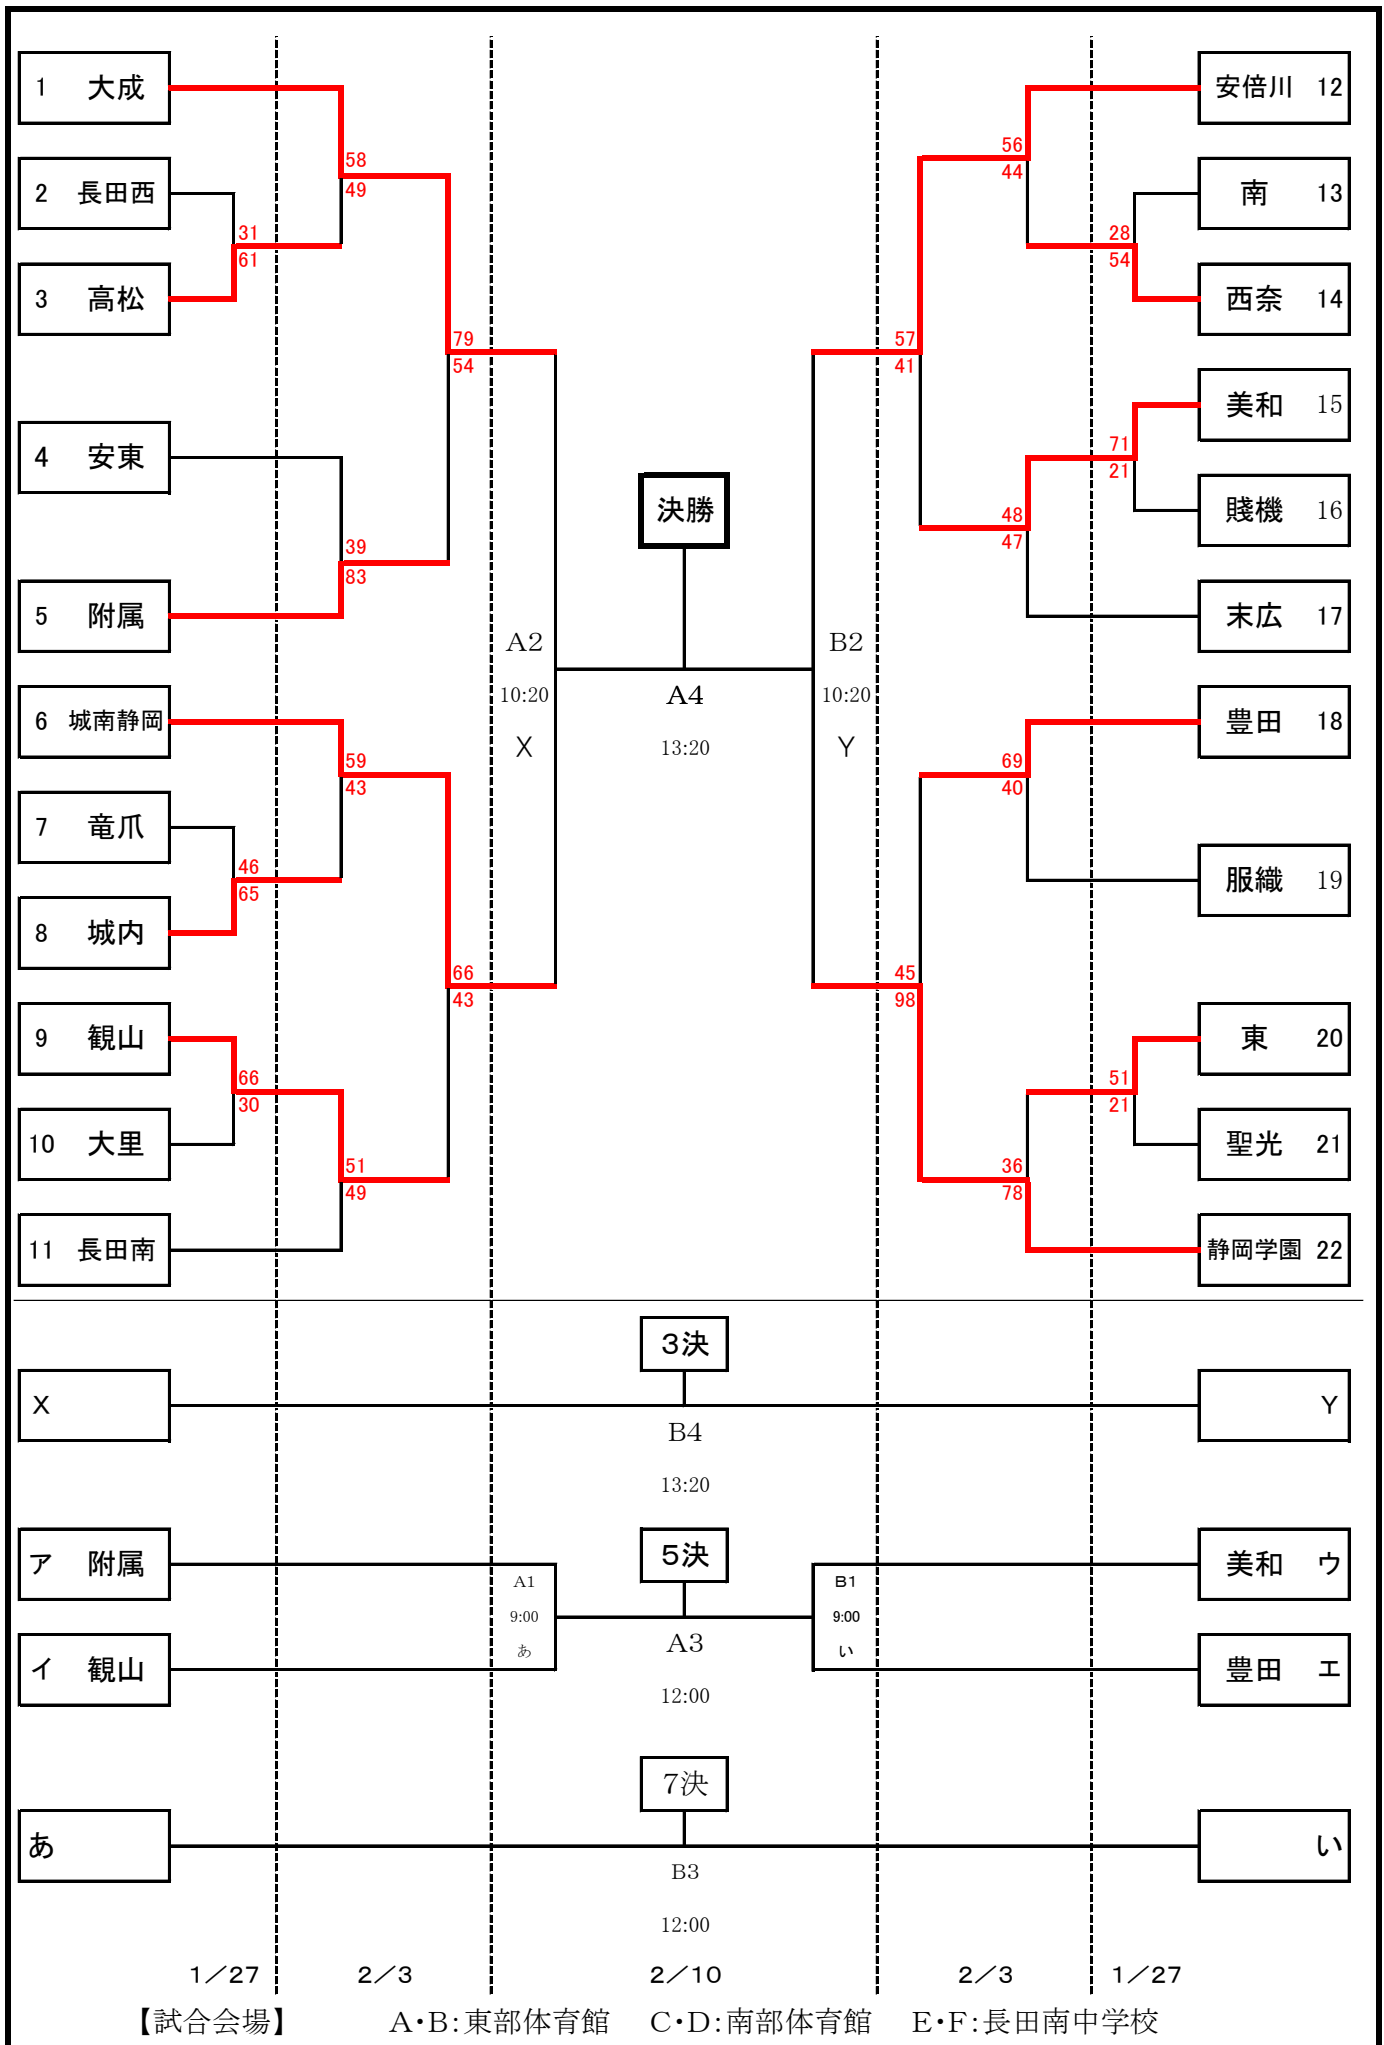 1 大成
安倍川 12
56
58
44
49
2 長田西
南 13
31
28
61
54
3 高松
西奈 14
79
57
54
41
美和 15
71
21
4 安東
決勝
賤機 16
48
39
47
83
5 附属
末広 17
A2
B2
10:20
A4
10:20
6 城南静岡
豊田 18
X
13:20
Y
59
69
43
40
7 竜爪
46
65
服織 19
8 城内
66
45
43
98
9 観山
東 20
66
51
30
21
10 大里
聖光 21
51
36
49
78
11 長田南
静岡学園 22
3決
X
Y
B4
13:20
ア 附属
5決
美和 ウ
A1
B1
9:00
9:00
A3
あ
い
イ 観山
豊田 エ
12:00
7決
あ
い
B3
12:00
1/27 2/3 2/10 2/3 1/27
【試合会場】 A・B:東部体育館 C・D:南部体育館 E・F:長田南中学校